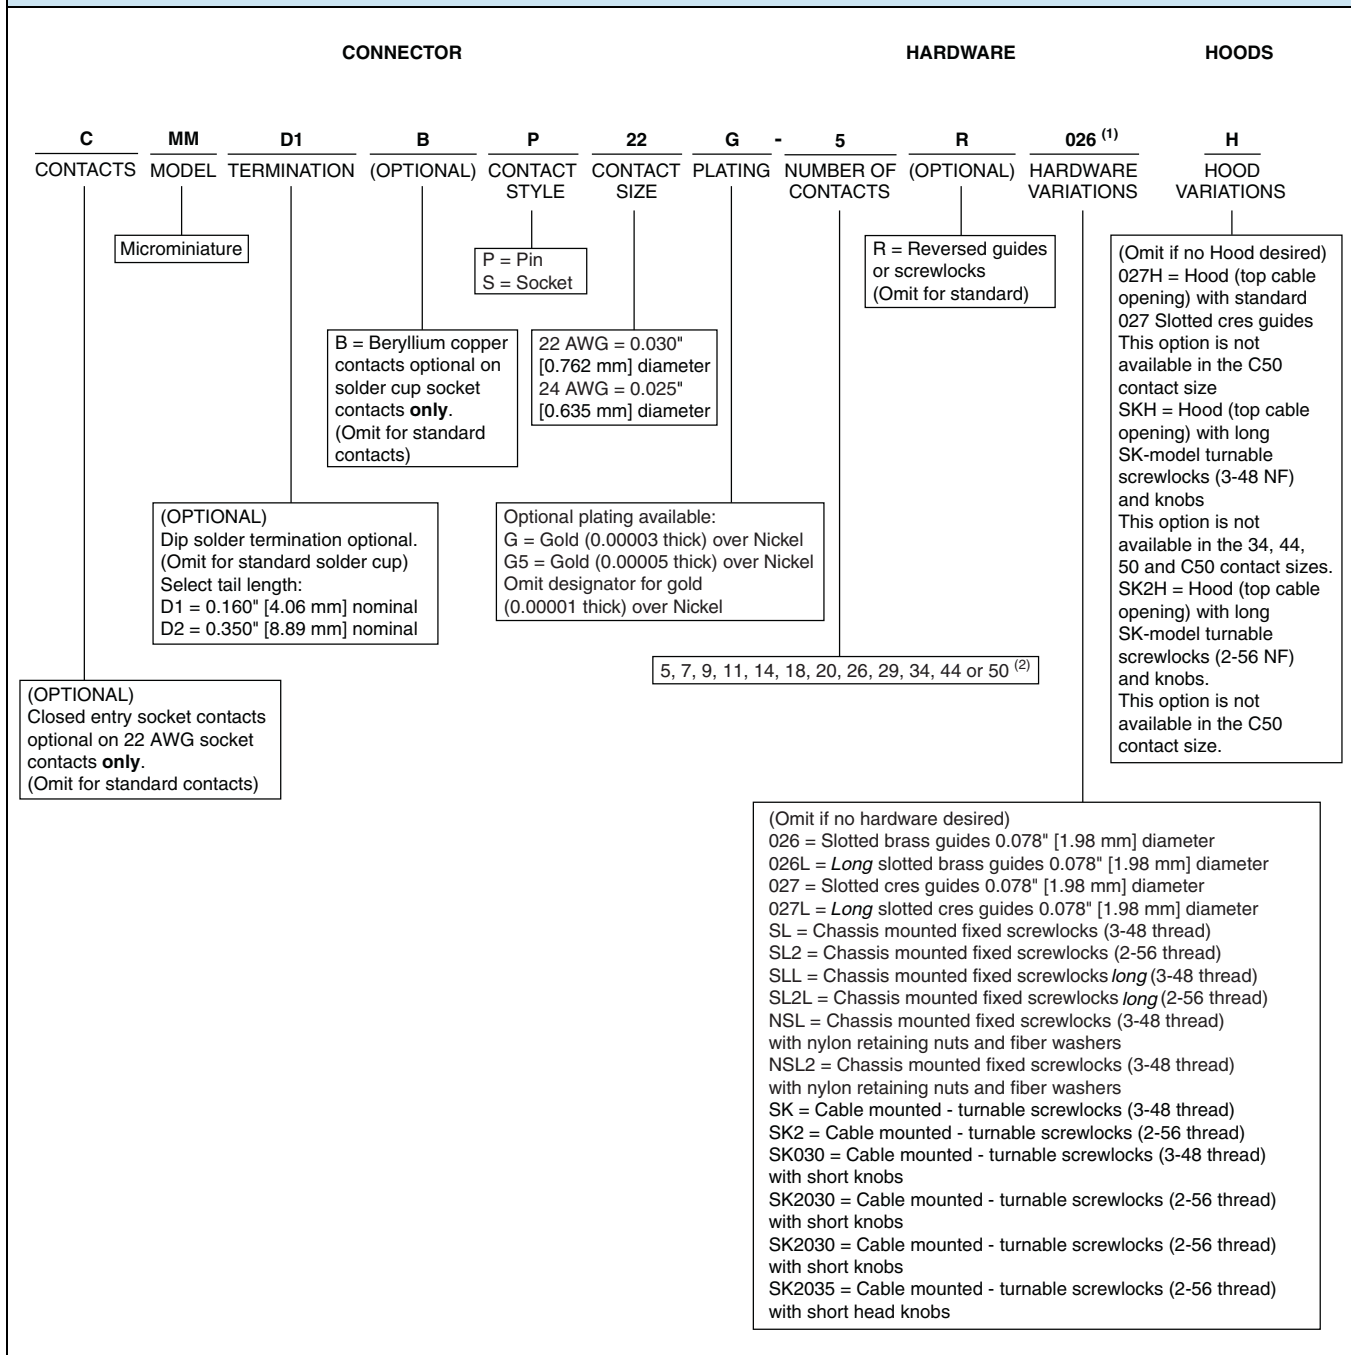 CONNECTOR HARDWARE HOODS
C MM D1 B P 22 G - 5 R 026 (1) H
CONTACTS MODEL TERMINATION (OPTIONAL) CONTACT STYLE CONTACT SIZE PLATING NUMBER OF CONTACTS (OPTIONAL) HARDWARE VARIATIONS HOOD VARIATIONS
Microminiature
P = Pin
S = Socket
R = Reversed guides
or screwlocks
(Omit for standard)
(Omit if no Hood desired)
027H = Hood (top cable
opening) with standard
027 Slotted cres guides
This option is not
available in the C50
contact size
SKH = Hood (top cable
opening) with long
SK-model turnable
screwlocks (3-48 NF)
and knobs
This option is not
available in the 34, 44,
50 and C50 contact sizes.
SK2H = Hood (top cable
opening) with long
SK-model turnable
screwlocks (2-56 NF)
and knobs.
This option is not
available in the C50
contact size.
B = Beryllium copper
contacts optional on
solder cup socket
contacts only.
(Omit for standard
contacts)
22 AWG = 0.030"
[0.762 mm] diameter
24 AWG = 0.025"
[0.635 mm] diameter
(OPTIONAL)
Dip solder termination optional.
(Omit for standard solder cup)
Select tail length:
D1 = 0.160" [4.06 mm] nominal
D2 = 0.350" [8.89 mm] nominal
Optional plating available:
G = Gold (0.00003 thick) over Nickel
G5 = Gold (0.00005 thick) over Nickel
Omit designator for gold
(0.00001 thick) over Nickel
5, 7, 9, 11, 14, 18, 20, 26, 29, 34, 44 or 50 (2)
(OPTIONAL)
Closed entry socket contacts
optional on 22 AWG socket
contacts only.
(Omit for standard contacts)
(Omit if no hardware desired)
026 = Slotted brass guides 0.078" [1.98 mm] diameter
026L = Long slotted brass guides 0.078" [1.98 mm] diameter
027 = Slotted cres guides 0.078" [1.98 mm] diameter
027L = Long slotted cres guides 0.078" [1.98 mm] diameter
SL = Chassis mounted fixed screwlocks (3-48 thread)
SL2 = Chassis mounted fixed screwlocks (2-56 thread)
SLL = Chassis mounted fixed screwlocks long (3-48 thread)
SL2L = Chassis mounted fixed screwlocks long (2-56 thread)
NSL = Chassis mounted fixed screwlocks (3-48 thread)
with nylon retaining nuts and fiber washers
NSL2 = Chassis mounted fixed screwlocks (3-48 thread)
with nylon retaining nuts and fiber washers
SK = Cable mounted - turnable screwlocks (3-48 thread)
SK2 = Cable mounted - turnable screwlocks (2-56 thread)
SK030 = Cable mounted - turnable screwlocks (3-48 thread)
with short knobs
SK2030 = Cable mounted - turnable screwlocks (2-56 thread)
with short knobs
SK2030 = Cable mounted - turnable screwlocks (2-56 thread)
with short knobs
SK2035 = Cable mounted - turnable screwlocks (2-56 thread)
with short head knobs